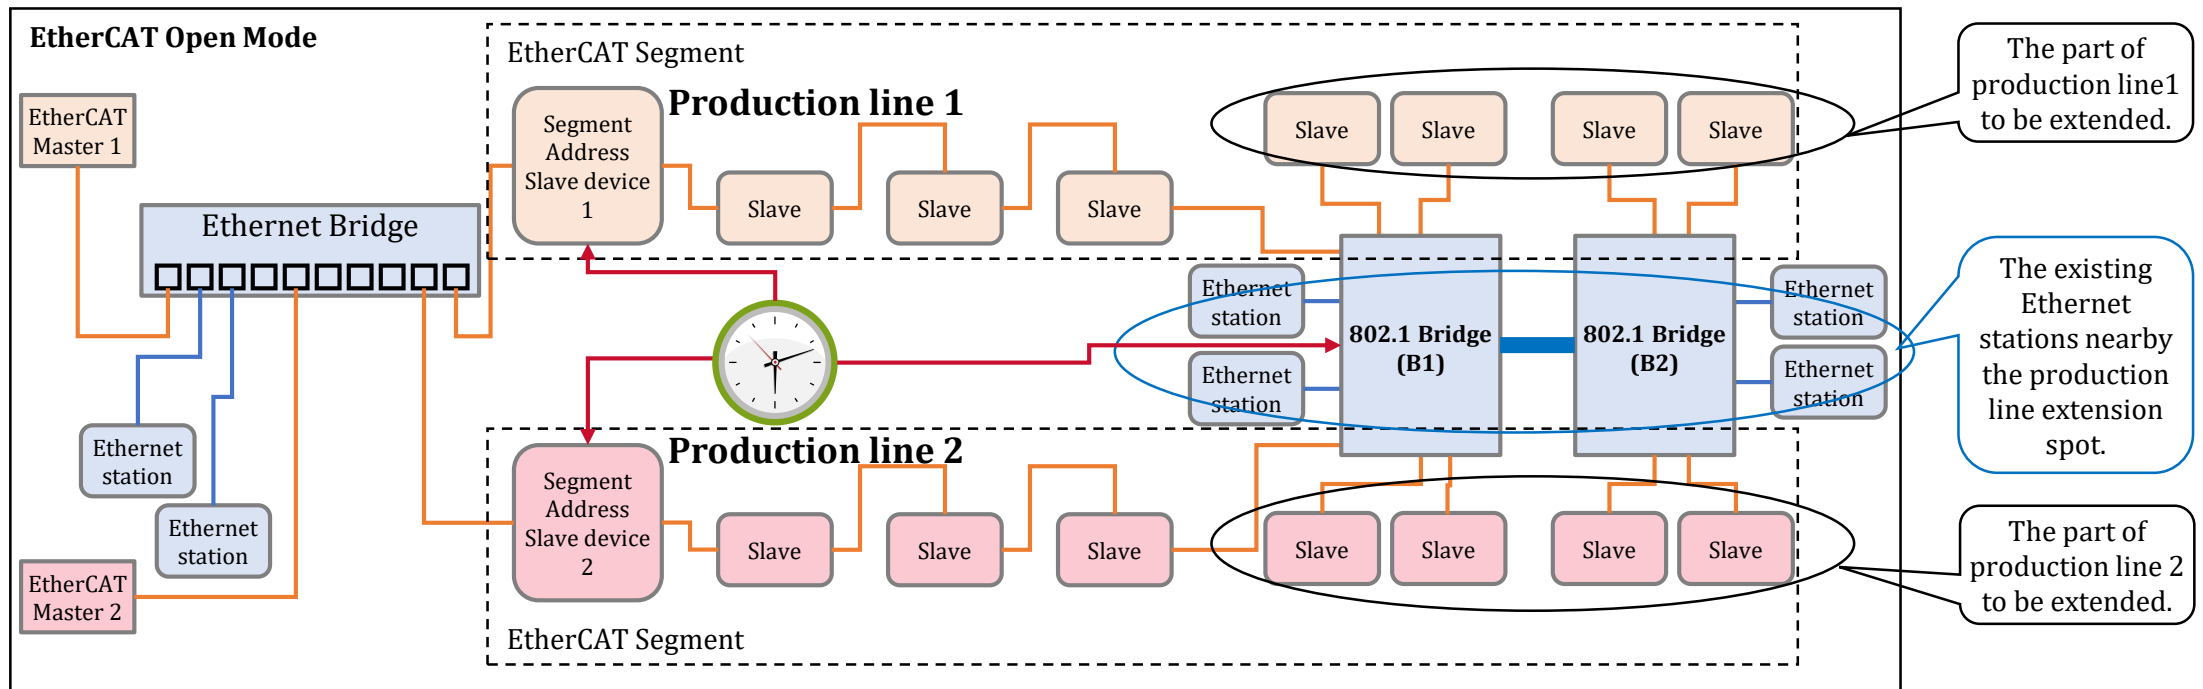 EtherCAT Open Mode
EtherCAT Segment
Production line 1
EtherCAT
Master 1
Segment
Address
Slave device
1
Slave
Slave
Slave
Slave
Slave
Slave
Slave
The part of
production line1
to be extended.
Ethernet Bridge
Ethernet
station
Ethernet
station
802.1 Bridge
(B1)
802.1 Bridge
(B2)
Ethernet
station
Ethernet
station
The existing
Ethernet
stations nearby
the production
line extension
spot.
Ethernet
station
Ethernet
station
EtherCAT
Master 2
Production line 2
Segment
Address
Slave device
2
Slave
Slave
Slave
Slave
Slave
Slave
Slave
EtherCAT Segment
The part of
production line 2
to be extended.